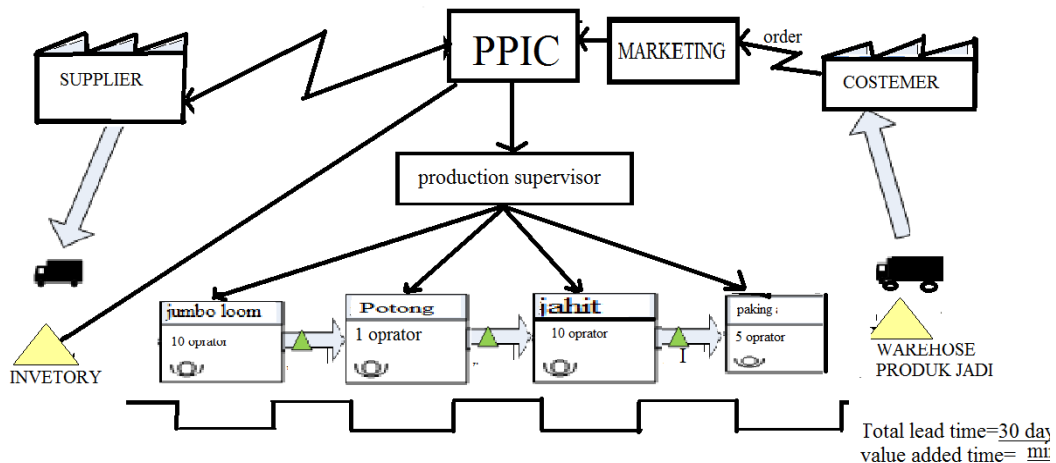 PPIC
MARKETING
order
SUPPLIER
COSTEMER
production supervisor
jumbo loom
10 oprator
Potong
1 oprator
jahit
10 oprator
paking
5 oprator
I
INVETORY
WAREHOSE
PRODUK JADI
Total lead time=30 day
value added time=